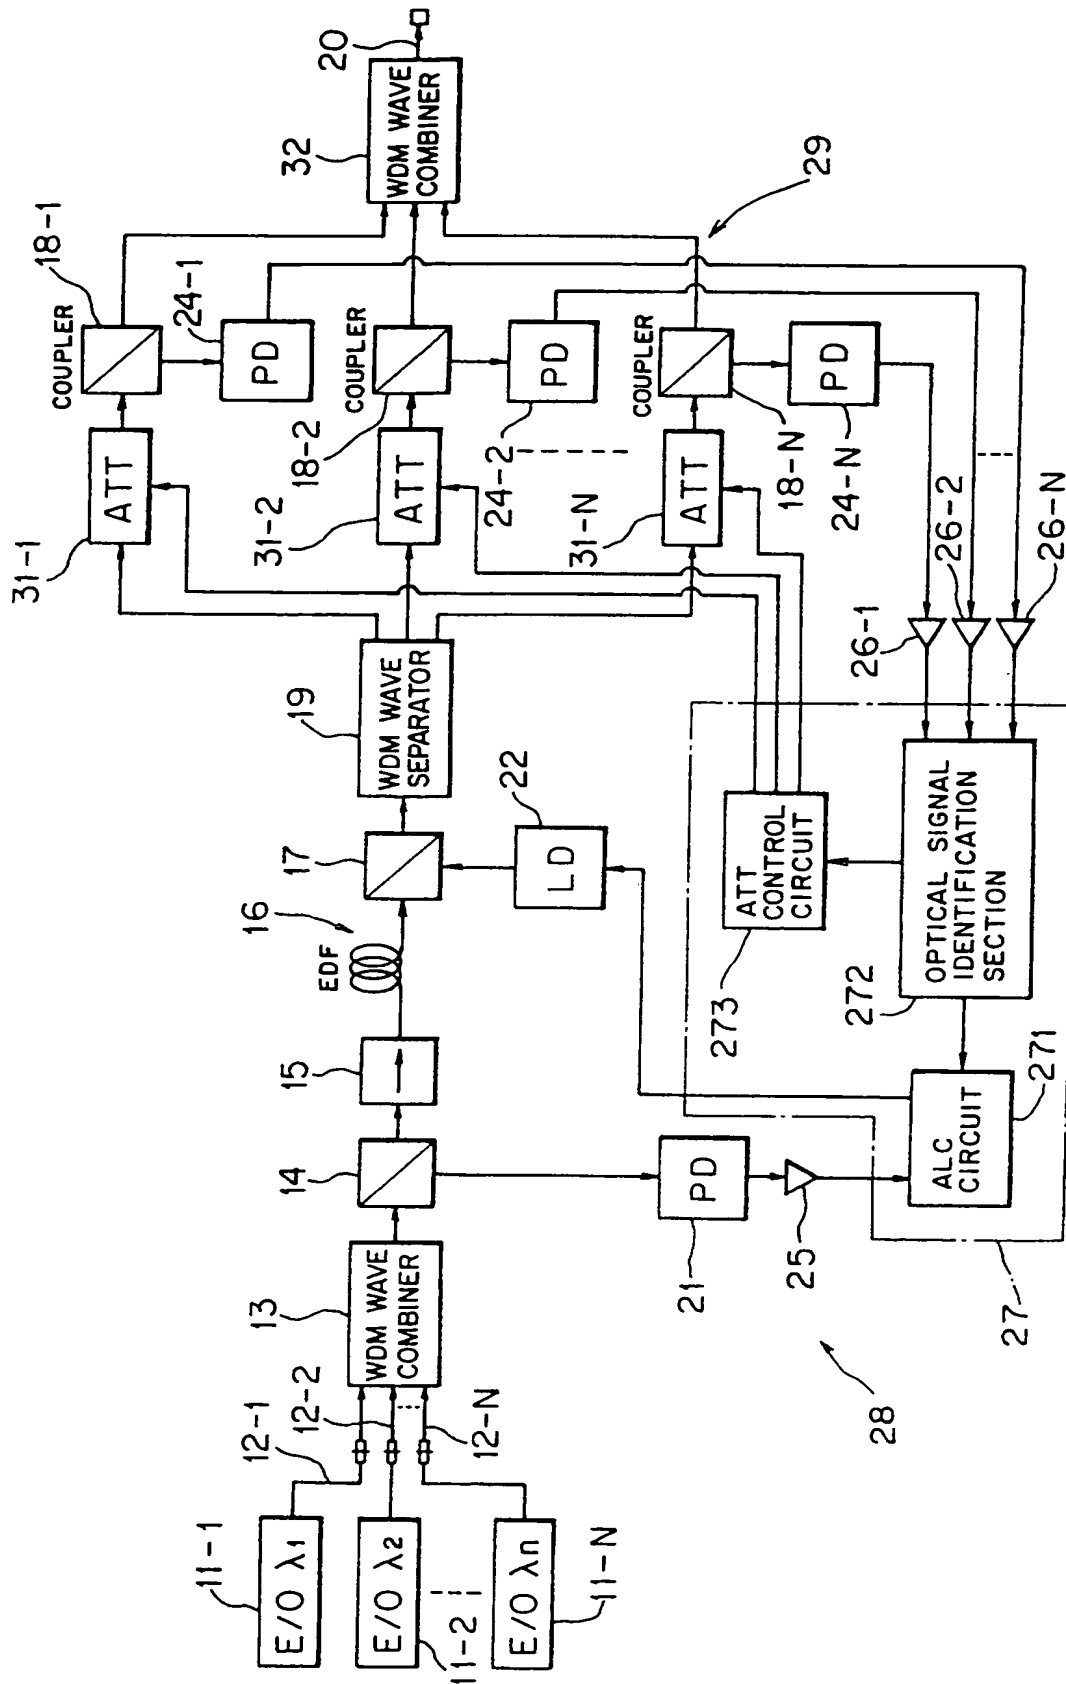 11-1
E/O λ1
12-1
E/O λ2
11-2
12-2
E/O λn
11-N
12-N
13
WDM WAVE
COMBINER
14
15
EDF
16
17
19
WDM WAVE
SEPARATOR
22
LD
21
PD
25
28
27
ALC
CIRCUIT
271
272
OPTICAL SIGNAL
IDENTIFICATION
SECTION
273
ATT
CONTROL
CIRCUIT
31-1
ATT
COUPLER
18-1
24-1
PD
31-2
ATT
COUPLER
18-2
24-2
PD
31-N
ATT
COUPLER
18-N
24-N
PD
26-1
26-2
26-N
29
32
WDM WAVE
COMBINER
20